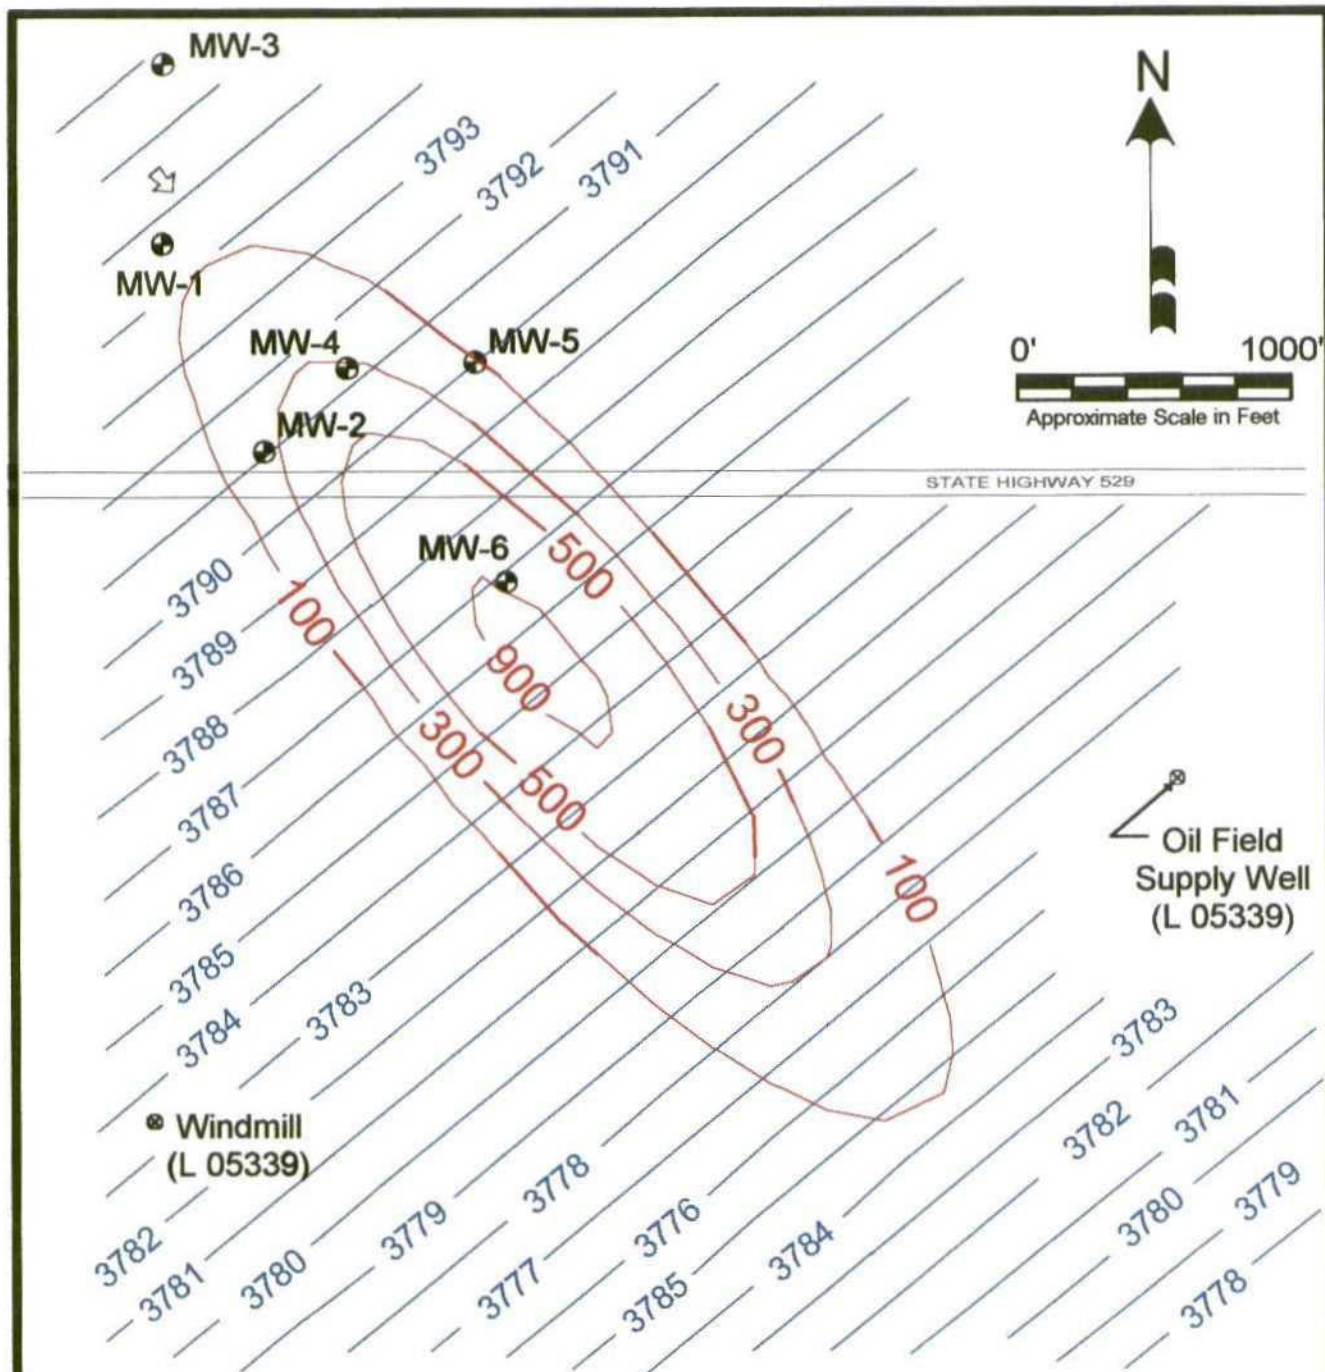 MW-3
N
3793
3792
3791
MW-1
MW-4
MW-5
0' 1000'
Approximate Scale in Feet
MW-2
STATE HIGHWAY 529
MW-6
500
3790
100
3789
900
3788
300
300
3787
500
Oil Field
Supply Well
(L 05339)
3786
100
3785
3784
3783
3783
Windmill
(L 05339)
3782
3781
3778
3779
3776
3780
3779
3784
3782
3781
3780
3777
3785
3778